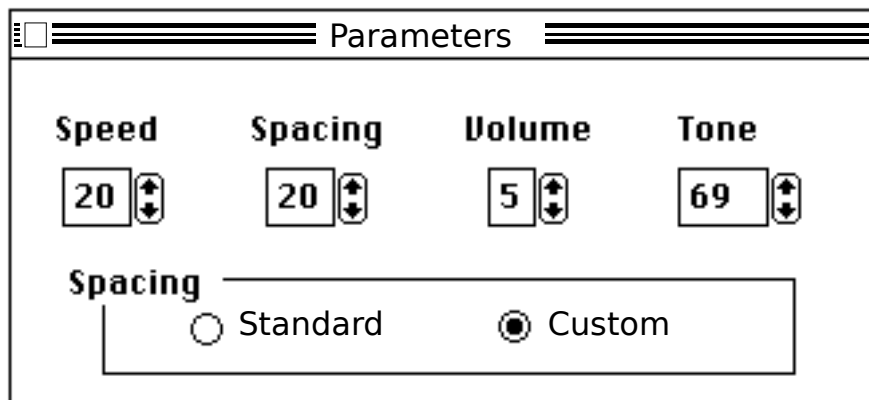 Parameters
Speed Spacing Volume Tone
20 20 5 69
Spacing
Standard Custom